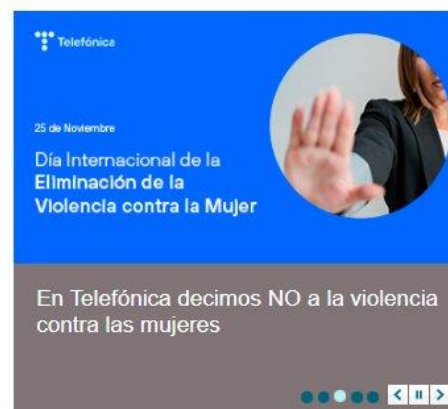 Telefónica
25 de Noviembre
Día Internacional de la
Eliminación de la
Violencia contra la Mujer
En Telefónica decimos NO a la violencia
contra las mujeres